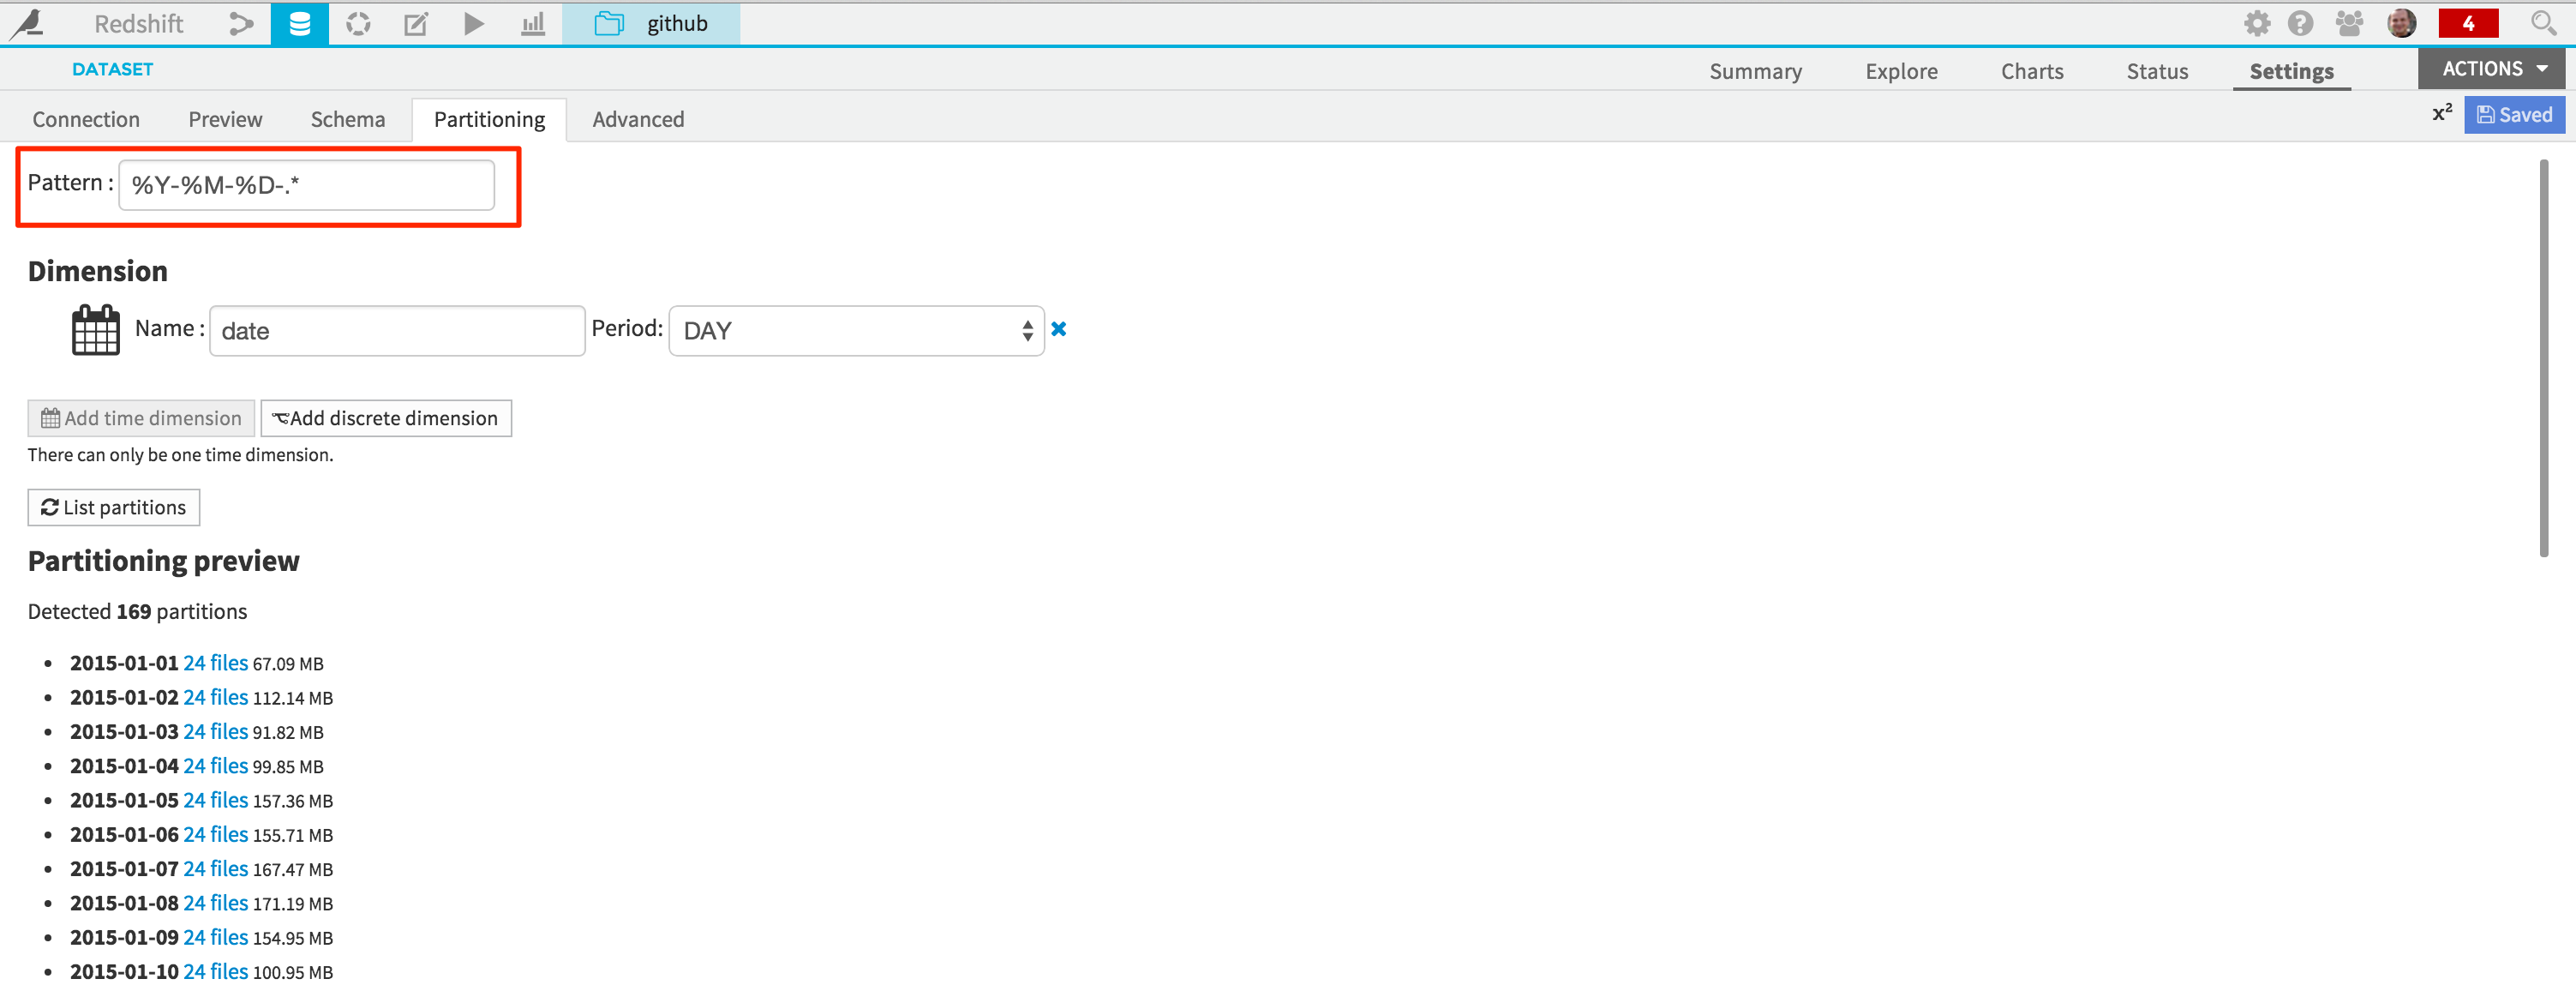 Redshift github 4
DATASET Summary Explore Charts Status Settings ACTIONS
Connection Preview Schema Partitioning Advanced x² Saved
Pattern : %Y-%M-%D-.*
Dimension
Name : date Period: DAY
Add time dimension Add discrete dimension
There can only be one time dimension.
List partitions
Partitioning preview
Detected 169 partitions
2015-01-01 24 files 67.09 MB
2015-01-02 24 files 112.14 MB
2015-01-03 24 files 91.82 MB
2015-01-04 24 files 99.85 MB
2015-01-05 24 files 157.36 MB
2015-01-06 24 files 155.71 MB
2015-01-07 24 files 167.47 MB
2015-01-08 24 files 171.19 MB
2015-01-09 24 files 154.95 MB
2015-01-10 24 files 100.95 MB